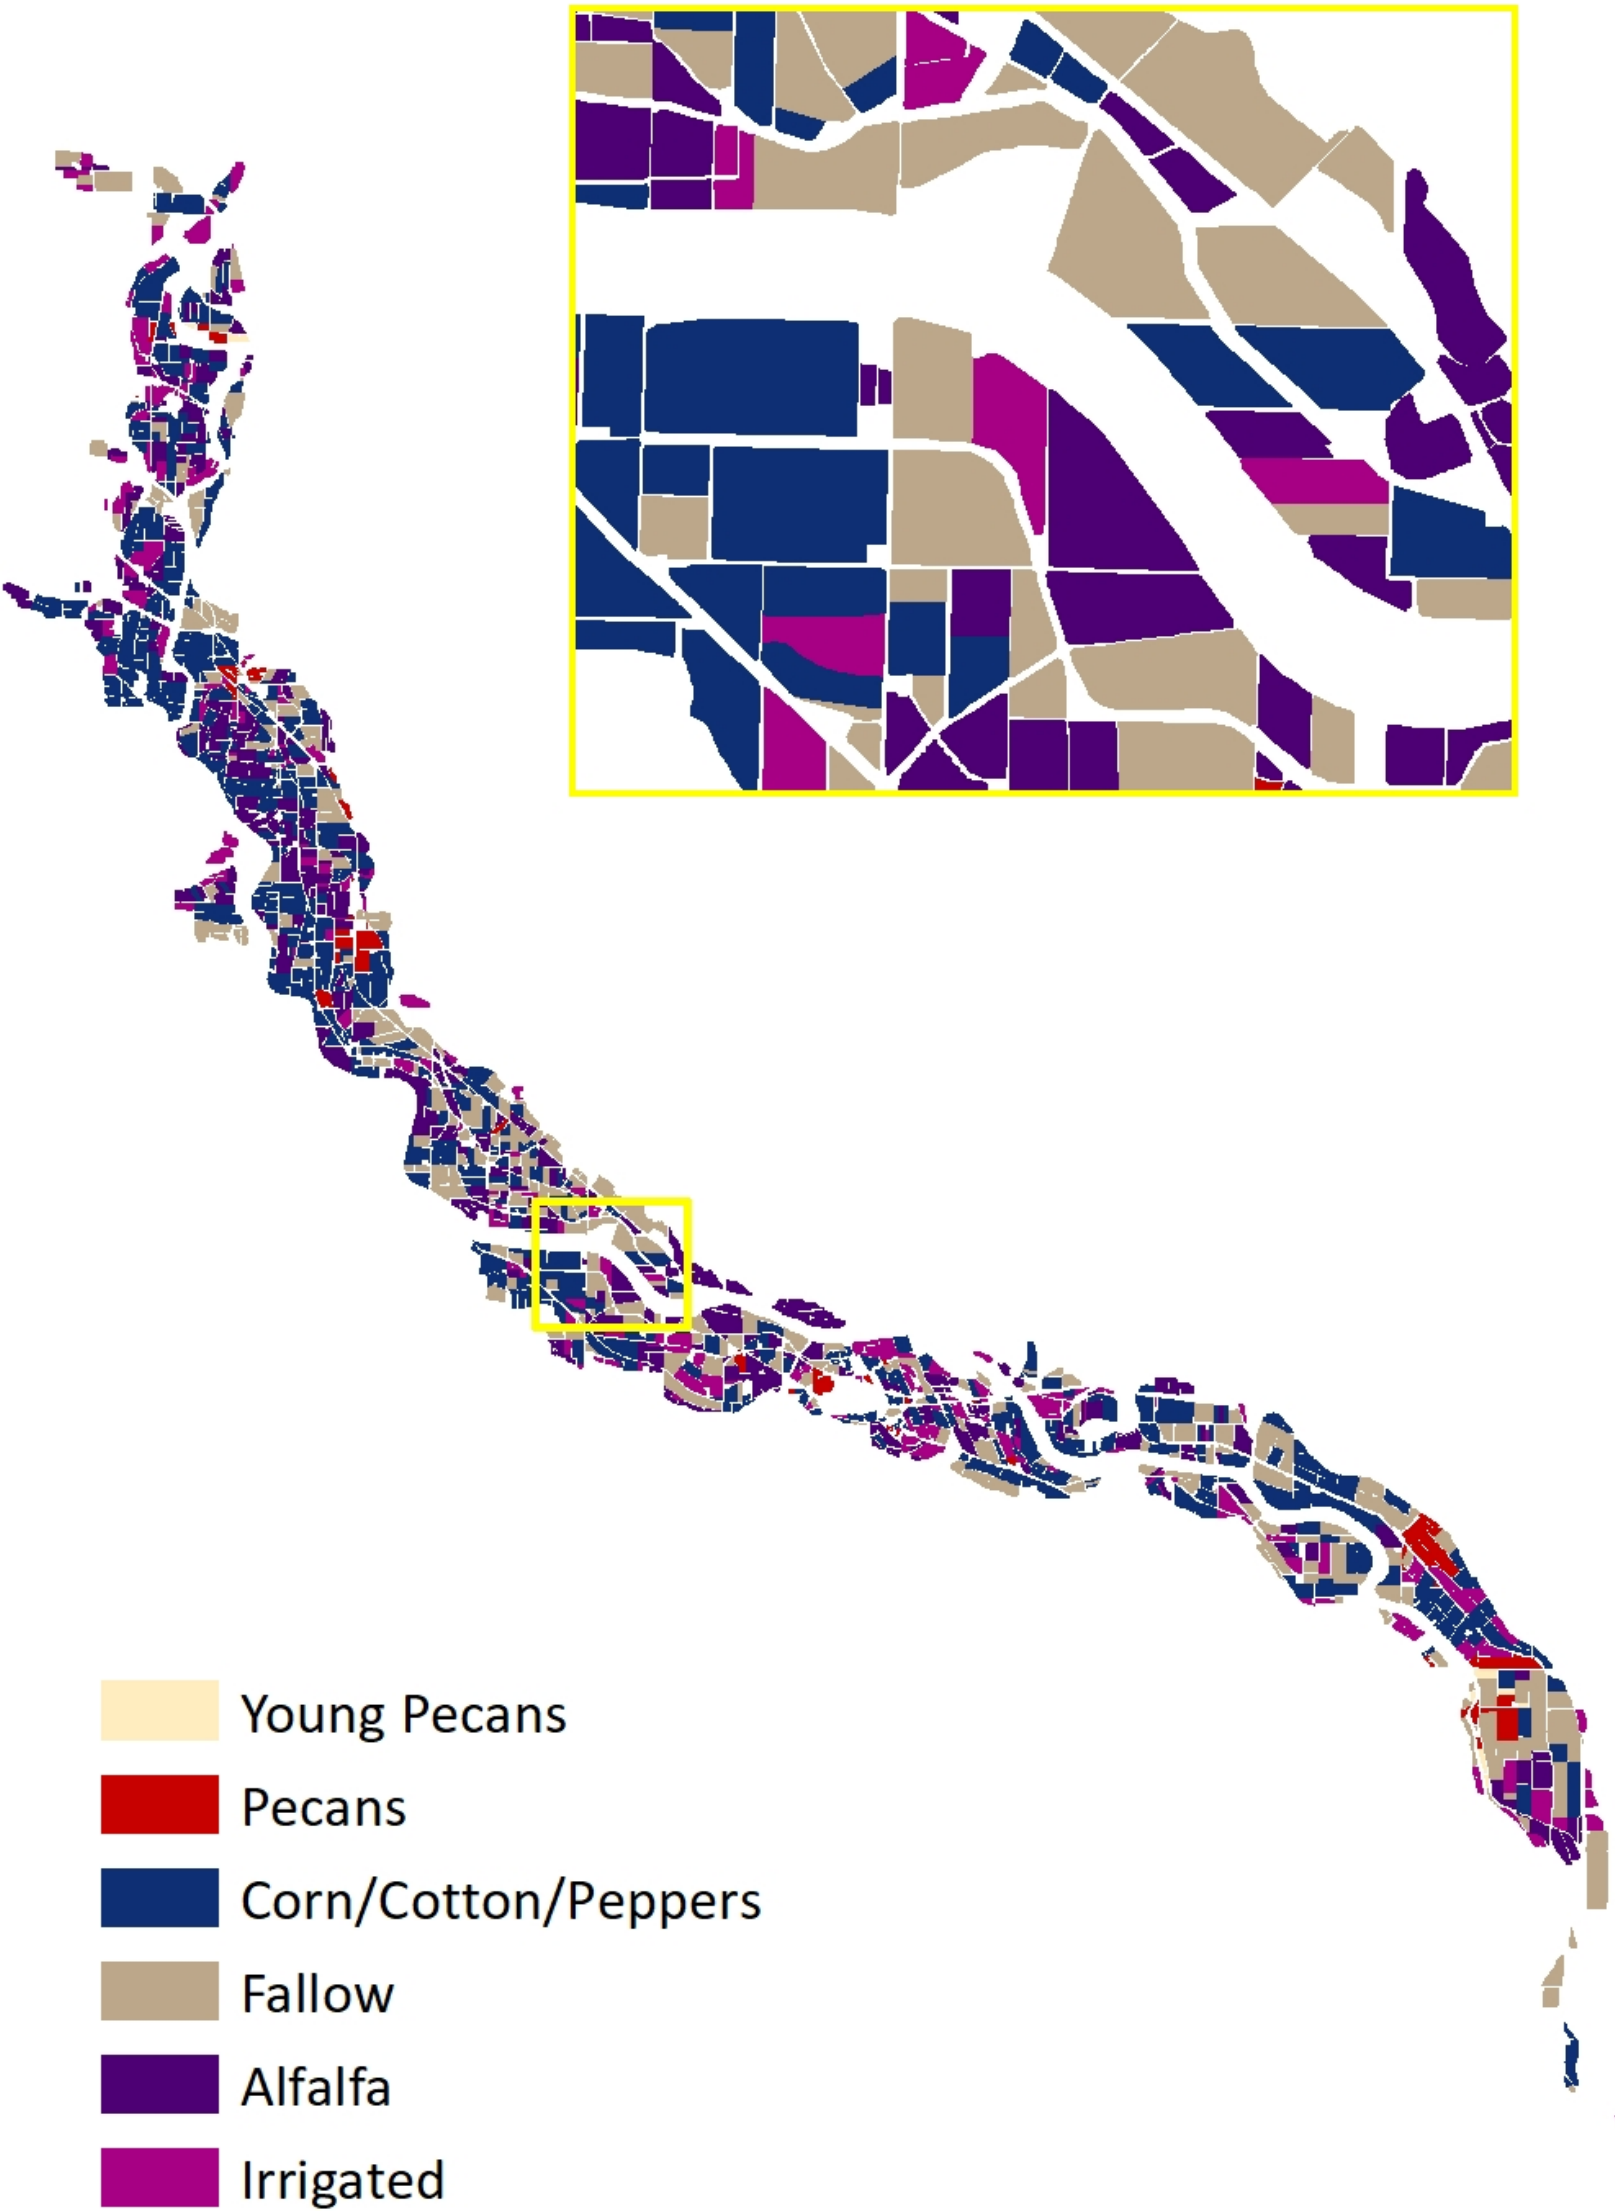 Young Pecans
Pecans
Corn/Cotton/Peppers
Fallow
Alfalfa
Irrigated